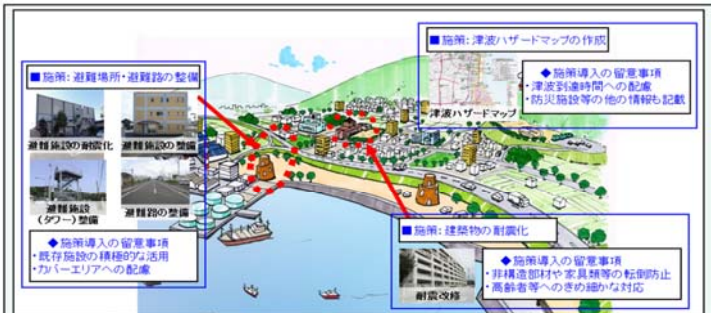 ■施策：避難場所・避難路の整備
避難施設の耐震化
避難施設の整備
避難施設
（タワー）整備
避難路の整備
◆施策導入の留意事項
・既存施設の積極的な活用
・カバーエリアへの配慮
■施策：津波ハザードマップの作成
津波ハザードマップ
◆施策導入の留意事項
・津波到達時間への配慮
・防災施設等の他の情報も記載
■施策：建築物の耐震化
耐震改修
◆施策導入の留意事項
・非構造部材や家具類等の転倒防止
・高齢者等へのきめ細かな対応